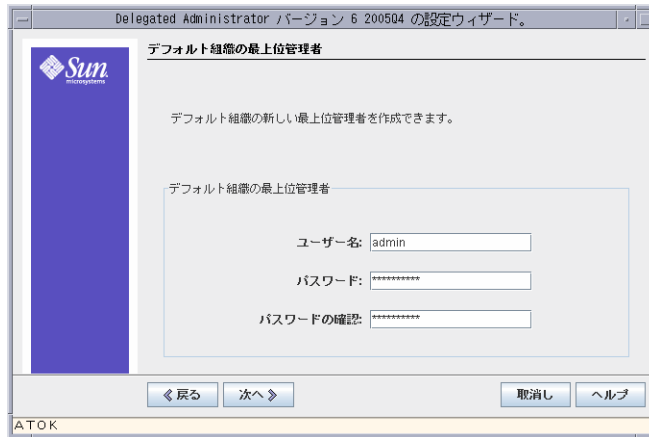 Delegated Administrator バージョン 6 2005Q4 の設定ウィザード。
Sun
microsystems
デフォルト組織の最上位管理者
デフォルト組織の新しい最上位管理者を作成できます。
デフォルト組織の最上位管理者
ユーザー名: admin
パスワード: **********
パスワードの確認: **********
戻る 次へ 取消し ヘルプ
ATOK